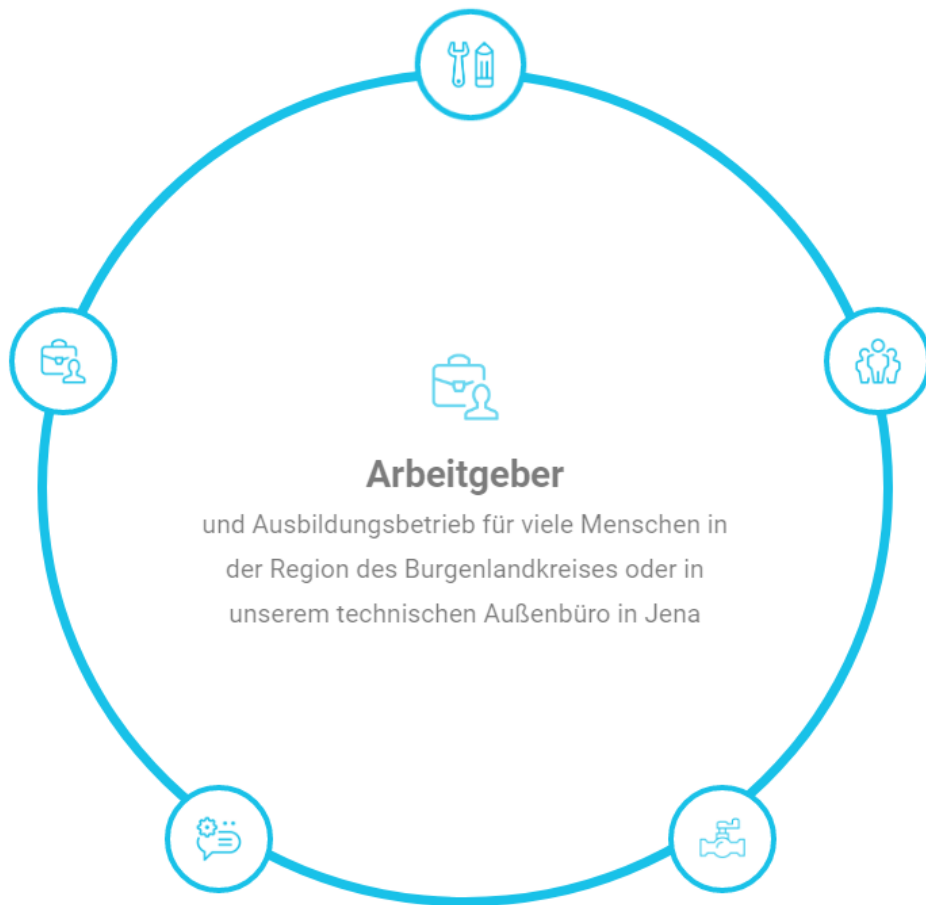 Arbeitgeber
und Ausbildungsbetrieb für viele Menschen in
der Region des Burgenlandkreises oder in
unserem technischen Außenbüro in Jena